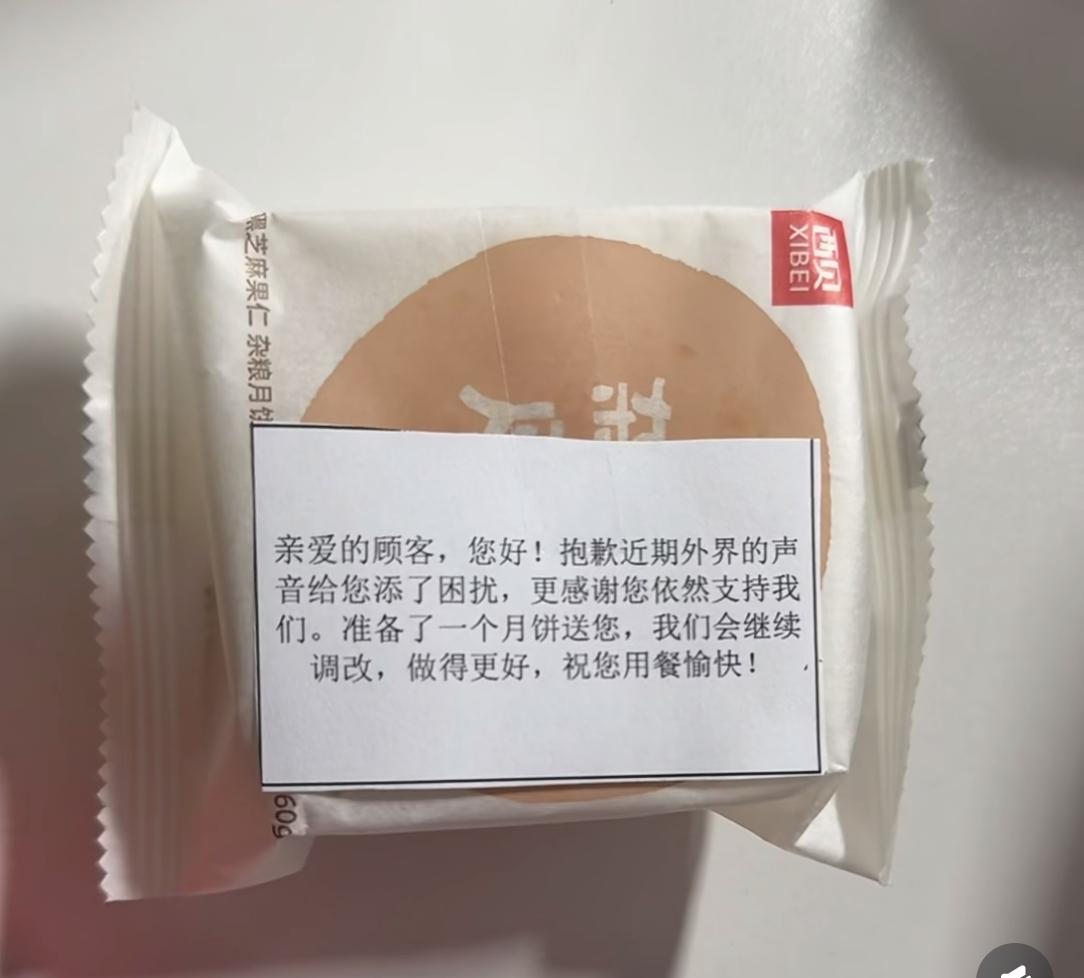 西贝
XIBEI
黑芝麻果仁 杂粮月饼
亲爱的顾客，您好！抱歉近期外界的声
音给您添了困扰，更感谢您依然支持我
们。准备了一个月饼送您，我们会继续
调改，做得更好，祝您用餐愉快！
60g